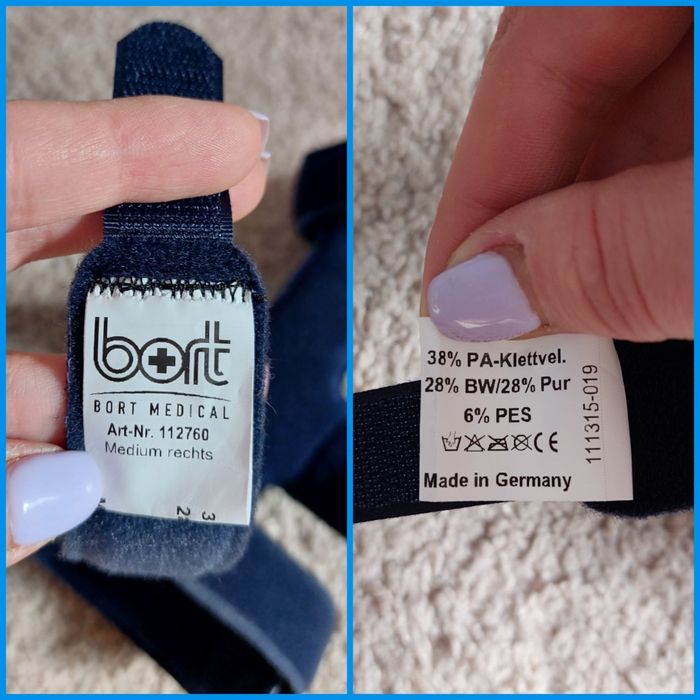 bort
BORT MEDICAL
Art-Nr. 112760
Medium rechts
38% PA-Klettvel.
28% BW/28% Pur
6% PES
CE
Made in Germany
111315-019